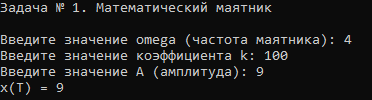 Задача № 1. Математический маятник
Введите значение omega (частота маятника): 4
Введите значение коэффициента k: 100
Введите значение A (амплитуда): 9
x(T) = 9